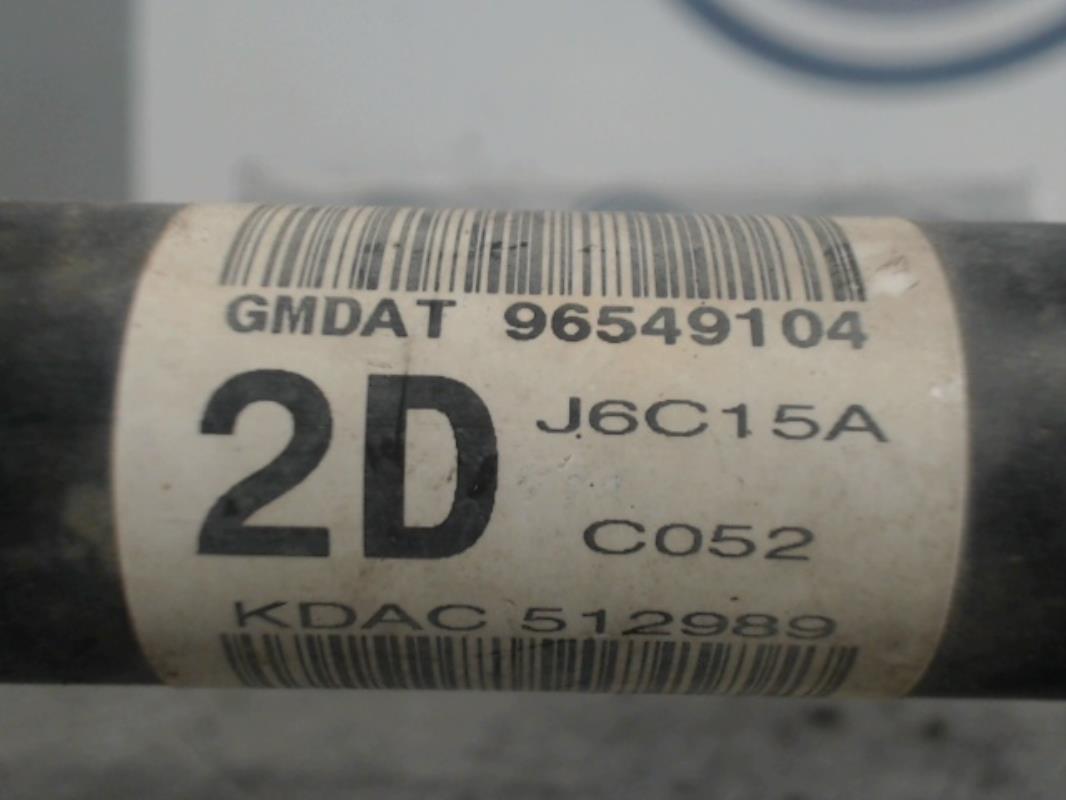 GMDAT 96549104
2D J6C15A
C052
KDAC 512989